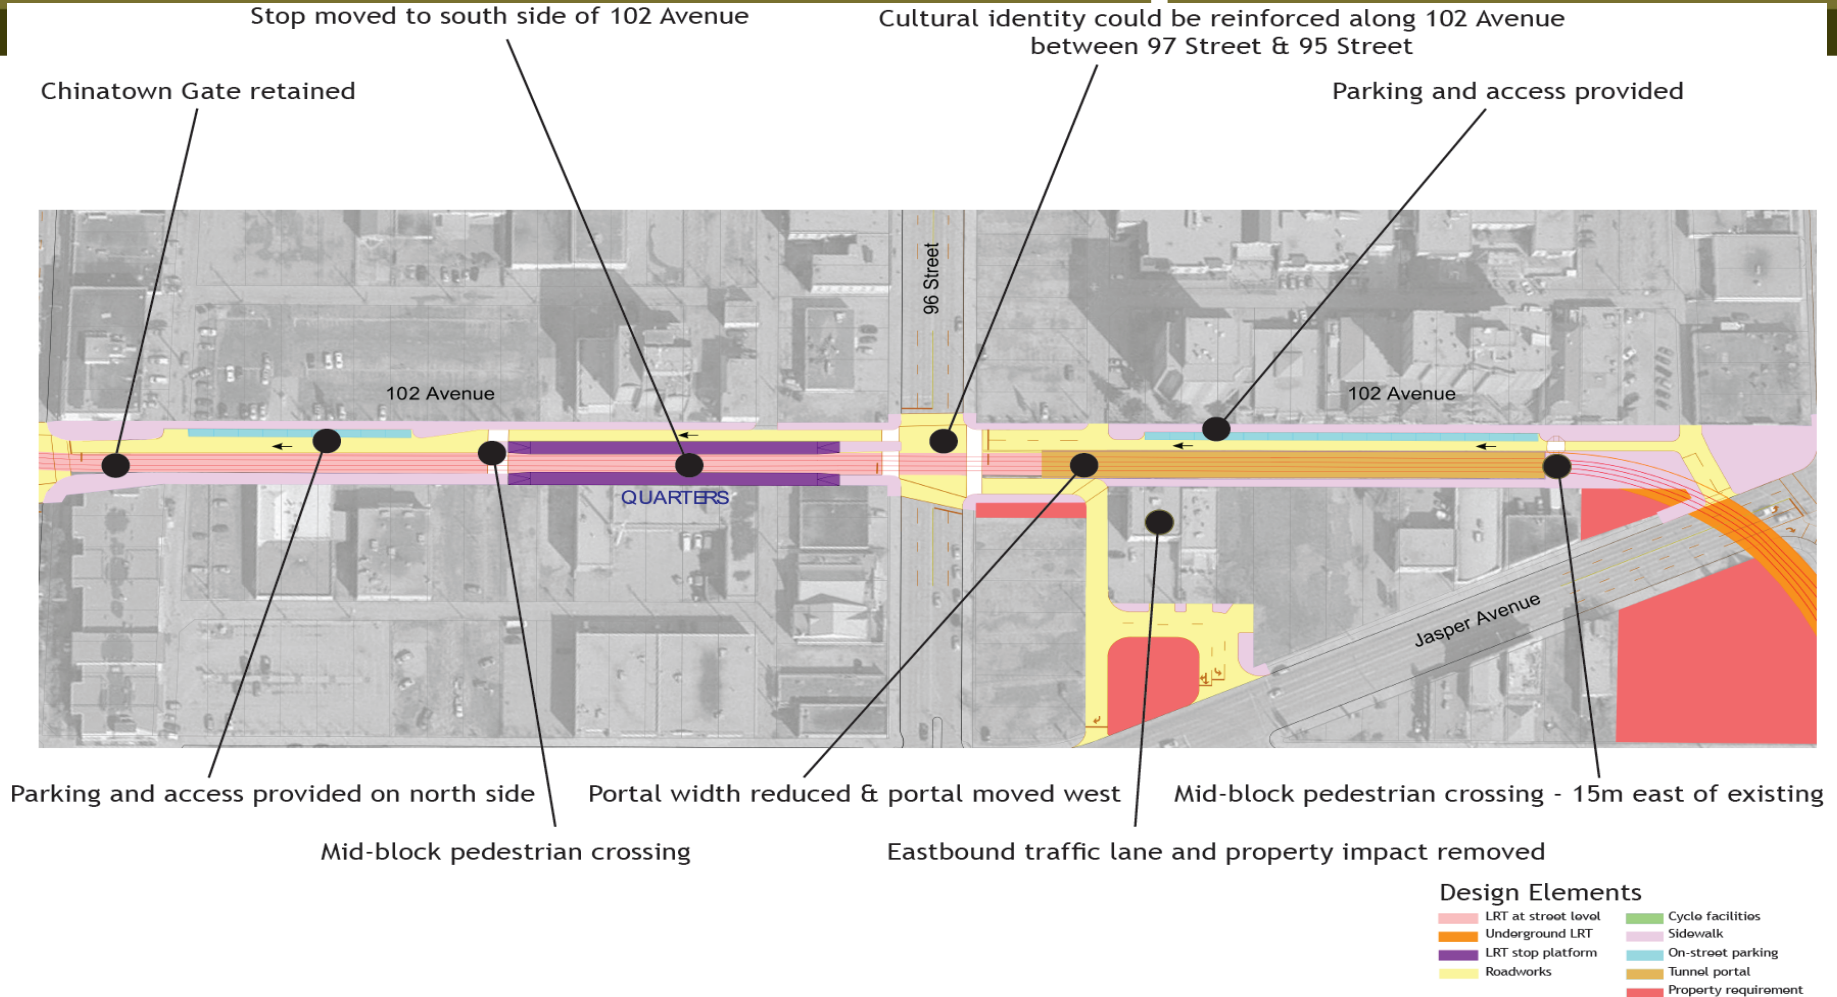 Stop moved to south side of 102 Avenue
Cultural identity could be reinforced along 102 Avenue
between 97 Street & 95 Street
Chinatown Gate retained
Parking and access provided
96 Street
102 Avenue
102 Avenue
QUARTERS
Jasper Avenue
Parking and access provided on north side
Portal width reduced & portal moved west
Mid-block pedestrian crossing - 15m east of existing
Mid-block pedestrian crossing
Eastbound traffic lane and property impact removed
Design Elements
LRT at street level
Underground LRT
LRT stop platform
Roadworks
Cycle facilities
Sidewalk
On-street parking
Tunnel portal
Property requirement